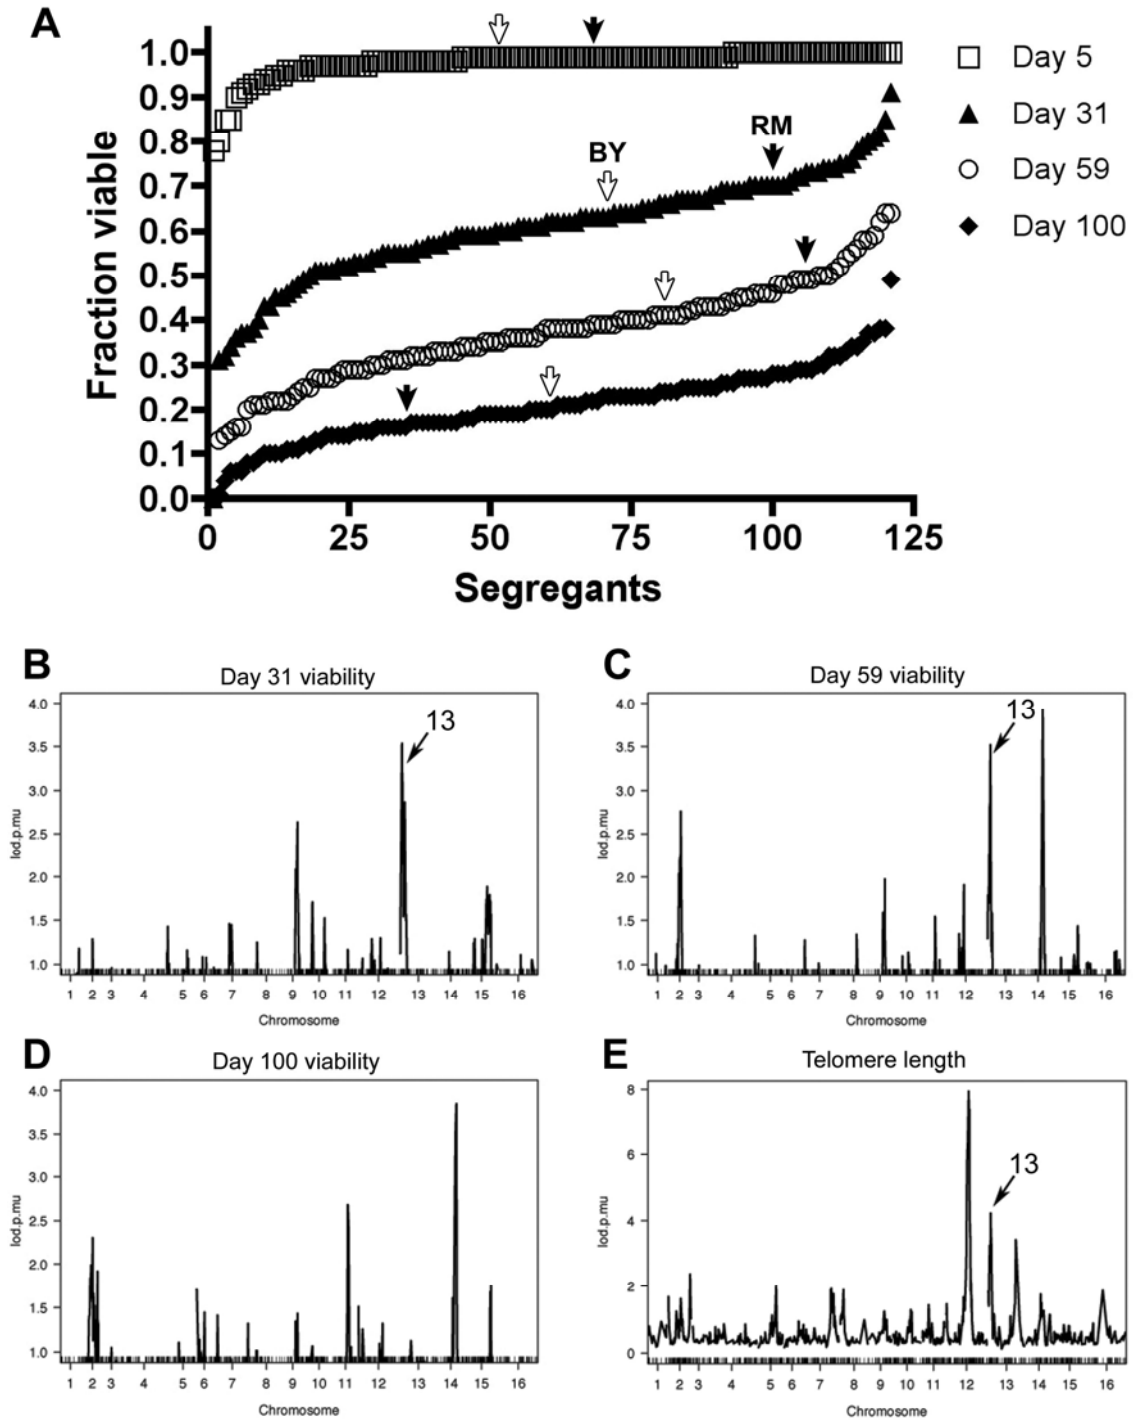 A
Fraction viable
1.0
0.9
0.8
0.7
0.6
0.5
0.4
0.3
0.2
0.1
0.0
BY
RM
0 25 50 75 100 125
Segregants
Day 5
Day 31
Day 59
Day 100
B
Day 31 viability
lod.p.mu
4.0
3.5
3.0
2.5
2.0
1.5
1.0
13
1 2 3 4 5 6 7 8 9 10 11 12 13 14 15 16
Chromosome
C
Day 59 viability
lod.p.mu
4.0
3.5
3.0
2.5
2.0
1.5
1.0
13
1 2 3 4 5 6 7 8 9 10 11 12 13 14 15 16
Chromosome
D
Day 100 viability
4.0
3.5
3.0
2.5
2.0
1.5
1.0
1 2 3 4 5 6 7 8 9 10 11 12 13 14 15 16
Chromosome
E
Telomere length
lod.p.mu
8
6
4
2
0
13
1 2 3 4 5 6 7 8 9 10 11 12 13 14 15 16
Chromosome